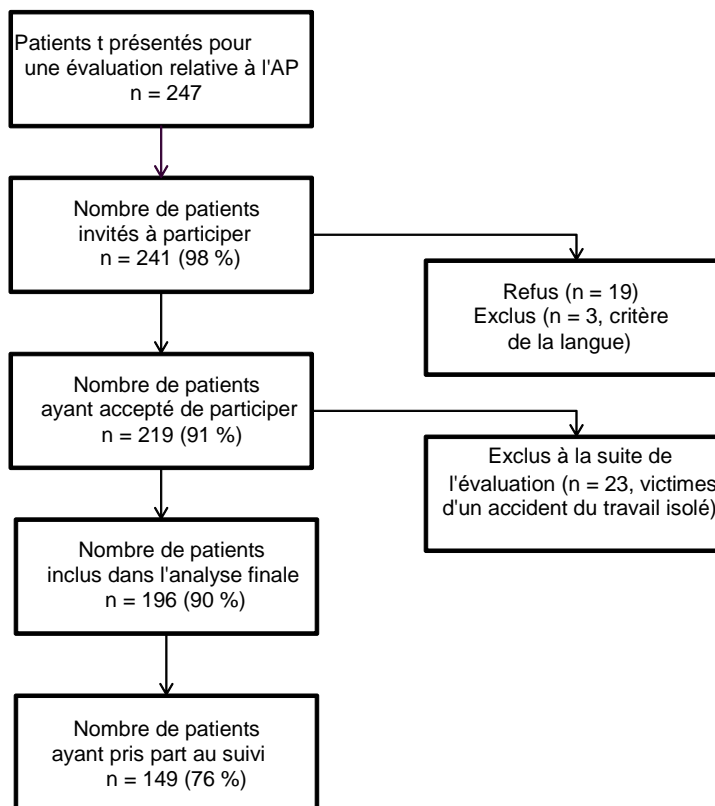 Patients t présentés pour
une évaluation relative à l'AP
n = 247
Nombre de patients
invités à participer
n = 241 (98 %)
Refus (n = 19)
Exclus (n = 3, critère
de la langue)
Nombre de patients
ayant accepté de participer
n = 219 (91 %)
Exclus à la suite de
l'évaluation (n = 23, victimes
d'un accident du travail isolé)
Nombre de patients
inclus dans l'analyse finale
n = 196 (90 %)
Nombre de patients
ayant pris part au suivi
n = 149 (76 %)